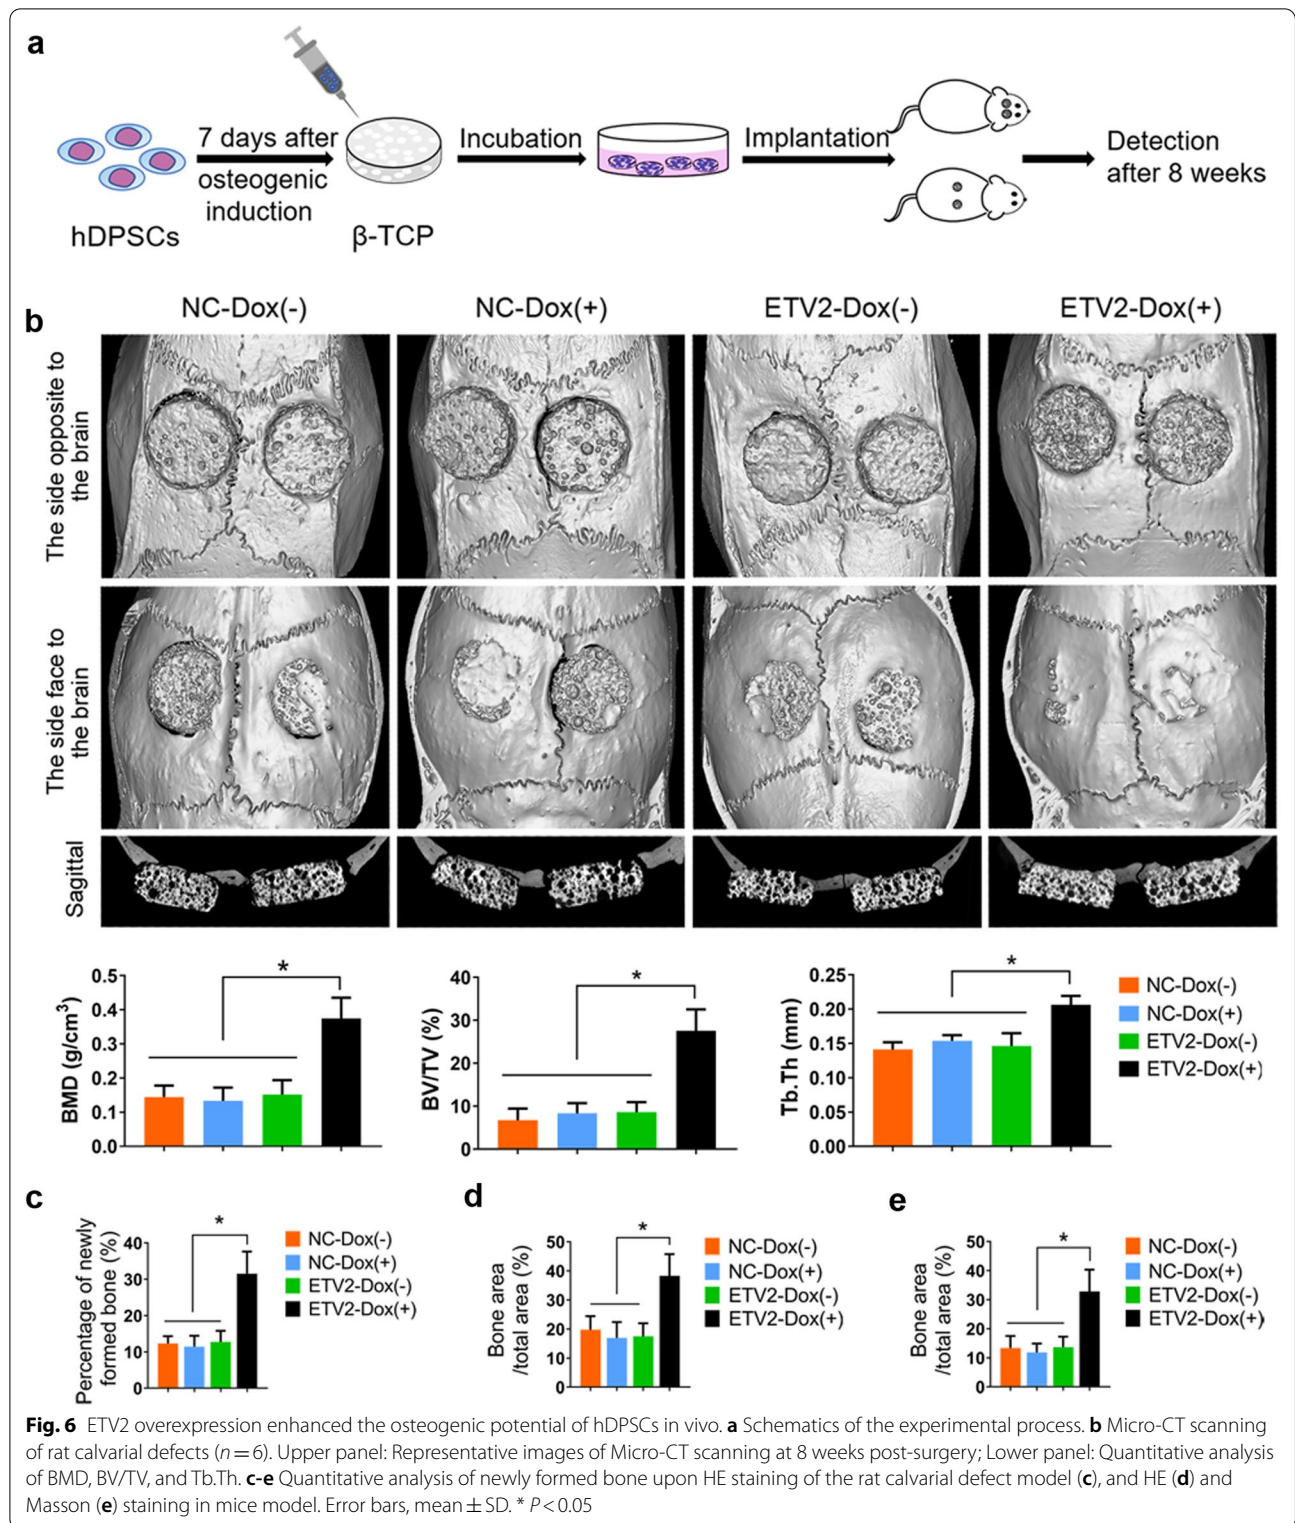 a
7 days after
osteogenic
induction
hDPSCs
β-TCP
Incubation
Implantation
Detection
after 8 weeks
b
NC-Dox(-)
NC-Dox(+)
ETV2-Dox(-)
ETV2-Dox(+)
The side opposite to
the brain
The side face to
the brain
Sagittal
BMD (g/cm³)
0.5
0.4
0.3
0.2
0.1
0.0
*
BV/TV (%)
40
30
20
10
0
*
Tb.Th (mm)
0.25
0.20
0.15
0.10
0.05
0.00
*
NC-Dox(-)
NC-Dox(+)
ETV2-Dox(-)
ETV2-Dox(+)
c
Percentage of newly
formed bone (%)
40
30
20
10
0
*
NC-Dox(-)
NC-Dox(+)
ETV2-Dox(-)
ETV2-Dox(+)
d
Bone area
/total area (%)
50
40
30
20
10
0
*
NC-Dox(-)
NC-Dox(+)
ETV2-Dox(-)
ETV2-Dox(+)
e
Bone area
/total area (%)
50
40
30
20
10
0
*
NC-Dox(-)
NC-Dox(+)
ETV2-Dox(-)
ETV2-Dox(+)
Fig. 6 ETV2 overexpression enhanced the osteogenic potential of hDPSCs in vivo. a Schematics of the experimental process. b Micro-CT scanning
of rat calvarial defects (n = 6). Upper panel: Representative images of Micro-CT scanning at 8 weeks post-surgery; Lower panel: Quantitative analysis
of BMD, BV/TV, and Tb.Th. c-e Quantitative analysis of newly formed bone upon HE staining of the rat calvarial defect model (c), and HE (d) and
Masson (e) staining in mice model. Error bars, mean ± SD. * P < 0.05